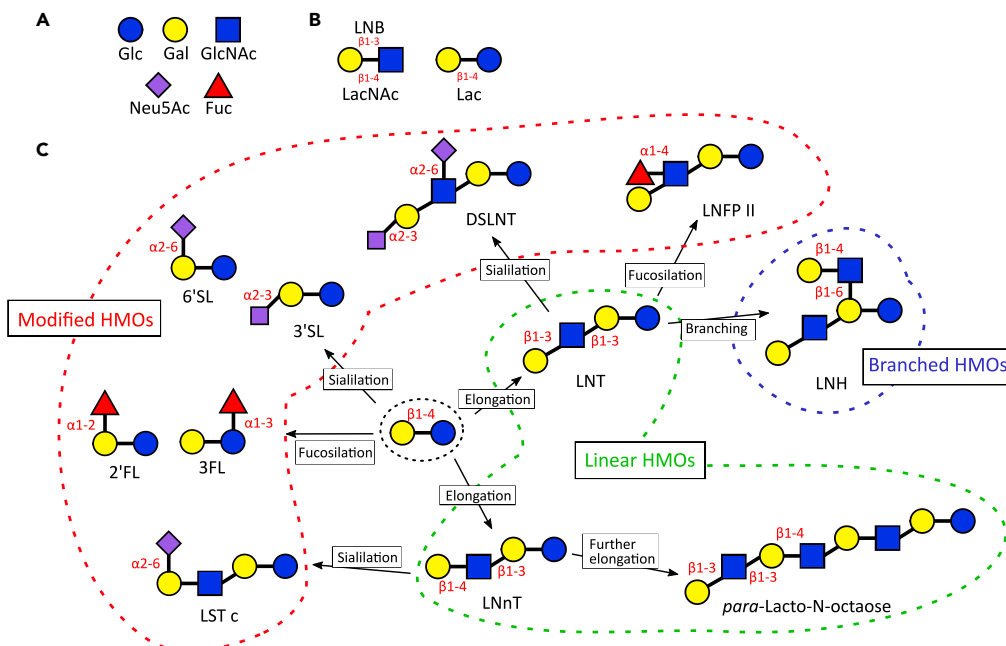 A
B
LNB
β1-3
Glc
Gal
GlcNAc
β1-4
β1-4
LacNAc
Lac
Neu5Ac
Fuc
C
α2-6
α2-3
DSLNT
α1-4
LNFP II
α2-6
6'SL
α2-3
3'SL
Sialilation
Fucosilation
β1-4
β1-6
LNH
Modified HMOs
β1-3
β1-3
LNT
Branching
Branched HMOs
Sialilation
Elongation
β1-4
α1-2
2'FL
α1-3
3FL
Fucosilation
Linear HMOs
Elongation
α2-6
LST c
Sialilation
β1-4
β1-3
LNnT
Further
elongation
β1-4
β1-3
β1-3
para-Lacto-N-octaose